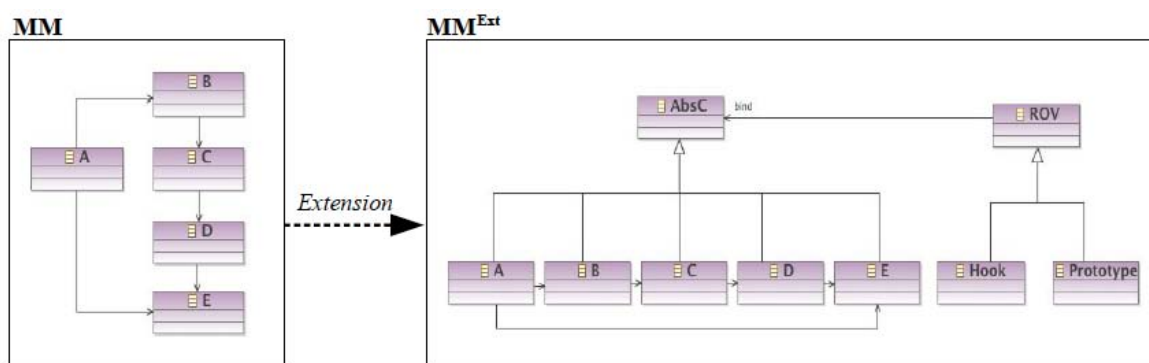 MM
B
A
C
D
E
Extension
MM^Ext
AbsC
bind
ROV
A
B
C
D
E
Hook
Prototype